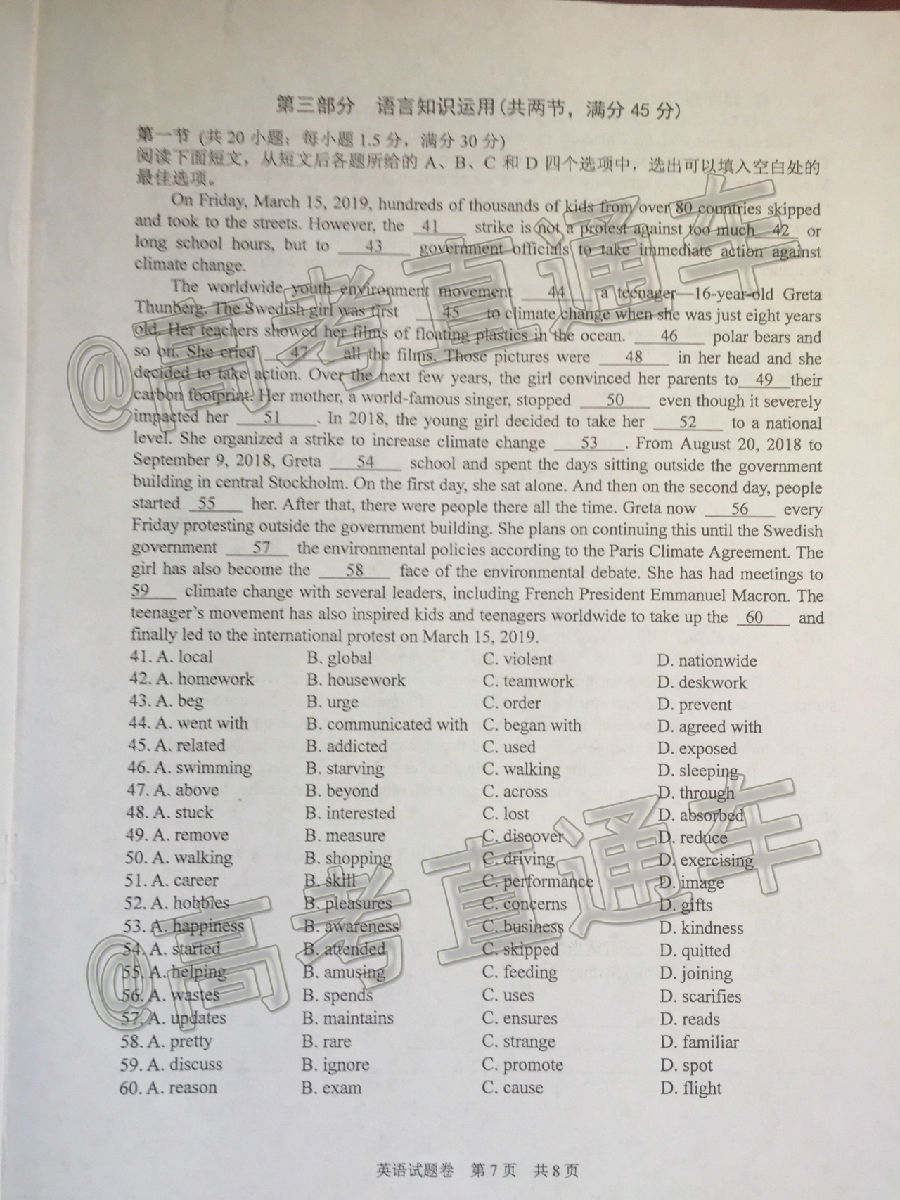 第三部分 语言知识运用(共两节，满分 45 分)
第一节 (共 20 小题；每小题 1.5 分，满分 30 分)
阅读下面短文，从短文后各题所给的 A、B、C 和 D 四个选项中，选出可以填入空白处的
最佳选项。
On Friday, March 15, 2019, hundreds of thousands of kids from over 80 countries skipped
and took to the streets. However, the 41 strike is not a protest against too much 42 or
long school hours, but to 43 government officials to take immediate action against
climate change.
The worldwide youth environment movement 44 a teenager—16-year-old Greta
Thunberg. The Swedish girl was first 45 to climate change when she was just eight years
old. Her teachers showed her films of floating plastics in the ocean. 46 polar bears and
so on. She cried 47 all the films. Those pictures were 48 in her head and she
decided to take action. Over the next few years, the girl convinced her parents to 49 their
carbon footprint. Her mother, a world-famous singer, stopped 50 even though it severely
impacted her 51. In 2018, the young girl decided to take her 52 to a national
level. She organized a strike to increase climate change 53. From August 20, 2018 to
September 9, 2018, Greta 54 school and spent the days sitting outside the government
building in central Stockholm. On the first day, she sat alone. And then on the second day, people
started 55 her. After that, there were people there all the time. Greta now 56 every
Friday protesting outside the government building. She plans on continuing this until the Swedish
government 57 the environmental policies according to the Paris Climate Agreement. The
girl has also become the 58 face of the environmental debate. She has had meetings to
59 climate change with several leaders, including French President Emmanuel Macron. The
teenager's movement has also inspired kids and teenagers worldwide to take up the 60 and
finally led to the international protest on March 15, 2019.
41. A. local B. global C. violent D. nationwide
42. A. homework B. housework C. teamwork D. deskwork
43. A. beg B. urge C. order D. prevent
44. A. went with B. communicated with C. began with D. agreed with
45. A. related B. addicted C. used D. exposed
46. A. swimming B. starving C. walking D. sleeping
47. A. above B. beyond C. across D. through
48. A. stuck B. interested C. lost D. absorbed
49. A. remove B. measure C. discover D. reduce
50. A. walking B. shopping C. driving D. exercising
51. A. career B. skill C. performance D. image
52. A. hobbles B. pleasures C. concerns D. gifts
53. A. happiness B. awareness C. business D. kindness
54. A. started B. attended C. skipped D. quitted
55. A. helping B. amusing C. feeding D. joining
56. A. wastes B. spends C. uses D. scarifies
57. A. updates B. maintains C. ensures D. reads
58. A. pretty B. rare C. strange D. familiar
59. A. discuss B. ignore C. promote D. spot
60. A. reason B. exam C. cause D. flight
英语试题卷 第 7 页 共 8 页
@高考直通车
@高考直通车